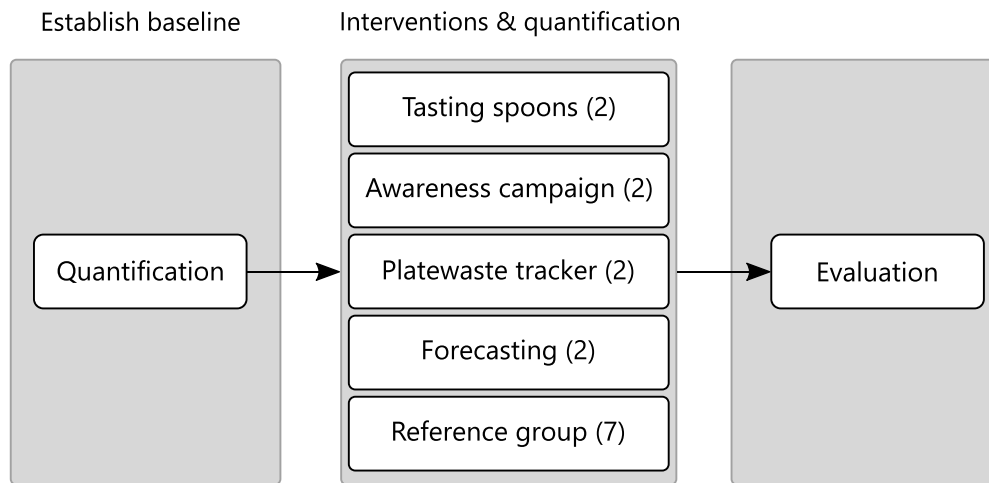 Establish baseline
Interventions & quantification
Quantification
Tasting spoons (2)
Awareness campaign (2)
Platewaste tracker (2)
Forecasting (2)
Reference group (7)
Evaluation